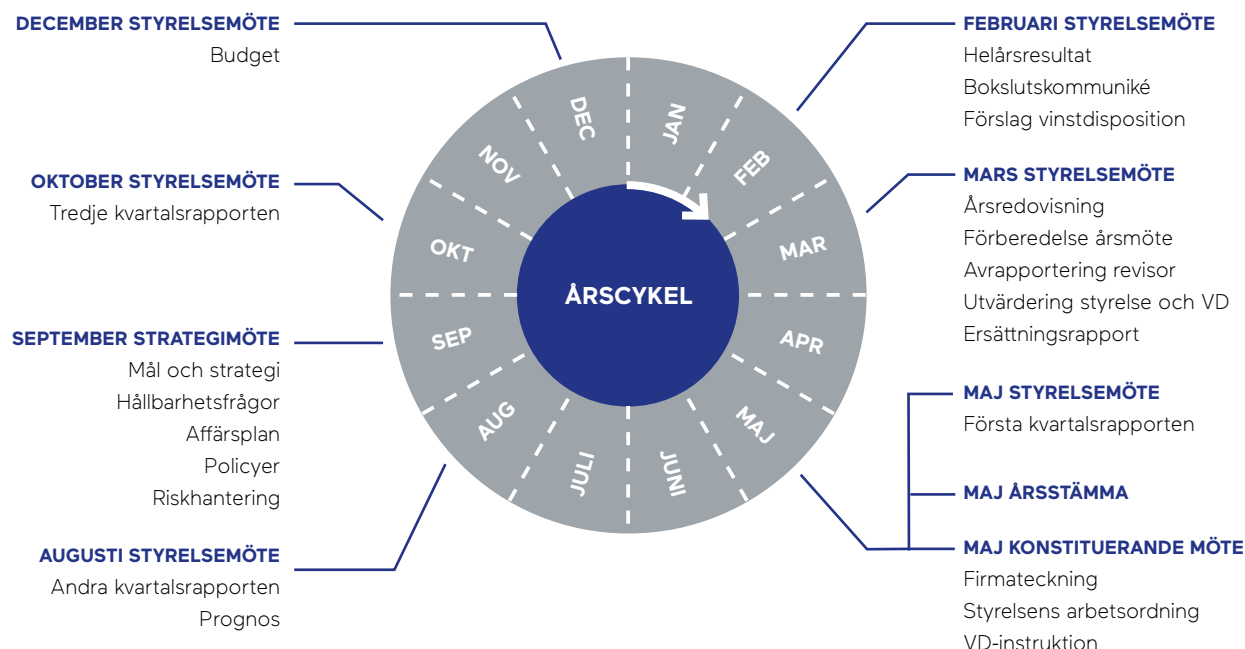 DECEMBER STYRELSEMÖTE
Budget
OKTOBER STYRELSEMÖTE
Tredje kvartalsrapporten
SEPTEMBER STRATEGIMÖTE
Mål och strategi
Hållbarhetsfrågor
Affärsplan
Policyer
Riskhantering
AUGUSTI STYRELSEMÖTE
Andra kvartalsrapporten
Prognos
JAN
FEB
MAR
APR
MAJ
JUNI
JULI
AUG
SEP
OKT
NOV
DEC
ÅRSCYKEL
FEBRUARI STYRELSEMÖTE
Helårsresultat
Bokslutskommuniké
Förslag vinstdisposition
MARS STYRELSEMÖTE
Årsredovisning
Förberedelse årsmöte
Avrapportering revisor
Utvärdering styrelse och VD
Ersättningsrapport
MAJ STYRELSEMÖTE
Första kvartalsrapporten
MAJ ÅRSSTÄMMA
MAJ KONSTITUERANDE MÖTE
Firmateckning
Styrelsens arbetsordning
VD-instruktion